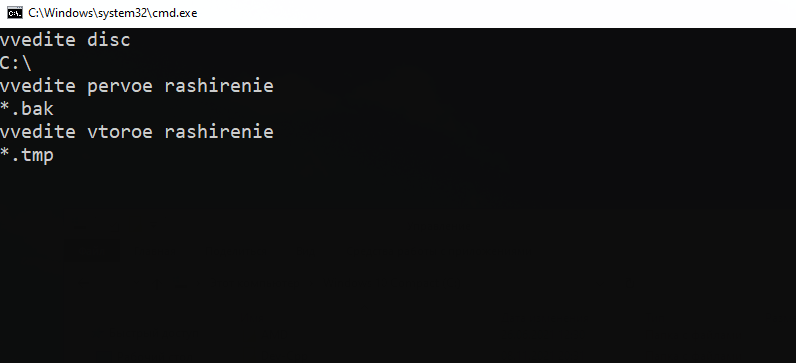 C:\Windows\system32\cmd.exe
vvedite disc
C:\
vvedite pervoe rashirenie
*.bak
vvedite vtoroe rashirenie
*.tmp